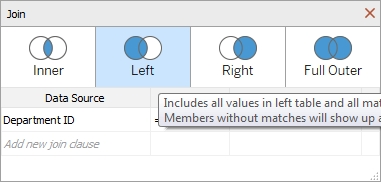 Join
Inner
Left
Right
Full Outer
Data Source
Includes all values in left table and all
Department ID
=
Members without matches will show up
Add new join clause